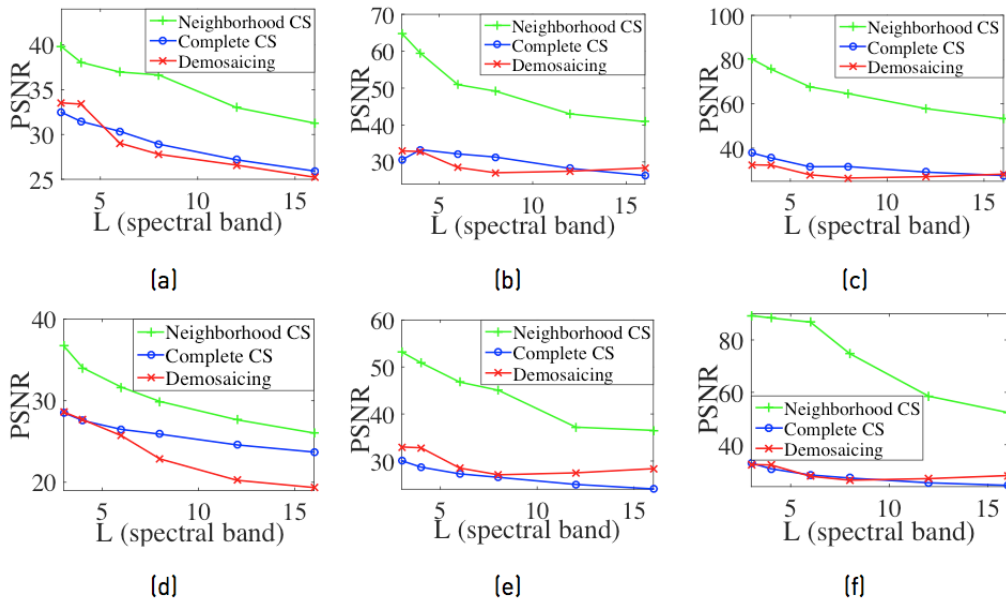 PSNR
40
35
30
25
5
10
15
L (spectral band)
Neighborhood CS
Complete CS
Demosaicing
(a)
PSNR
70
60
50
40
30
5
10
15
L (spectral band)
Neighborhood CS
Complete CS
Demosaicing
(b)
PSNR
100
80
60
40
5
10
15
L (spectral band)
Neighborhood CS
Complete CS
Demosaicing
(c)
PSNR
40
30
20
5
10
15
L (spectral band)
Neighborhood CS
Complete CS
Demosaicing
(d)
PSNR
60
50
40
30
5
10
15
L (spectral band)
Neighborhood CS
Complete CS
Demosaicing
(e)
PSNR
80
60
40
5
10
15
L (spectral band)
Neighborhood CS
Complete CS
Demosaicing
(f)